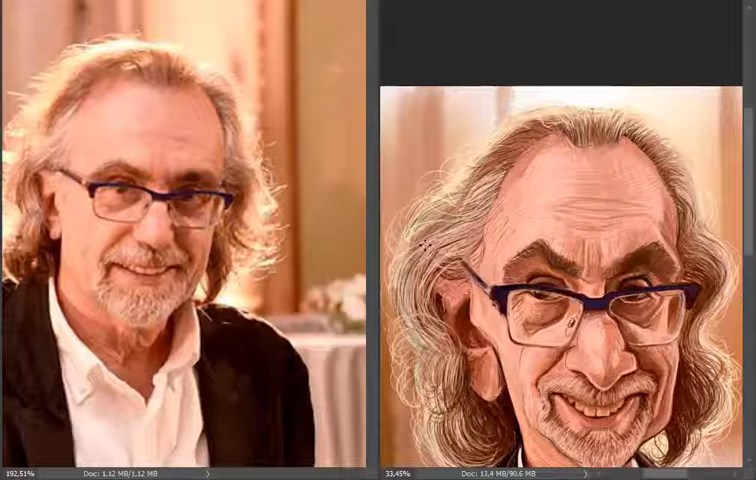 192,51% Doc: 1,12 MB/1,12 MB
33,45% Doc: 13,4 MB/90,6 MB